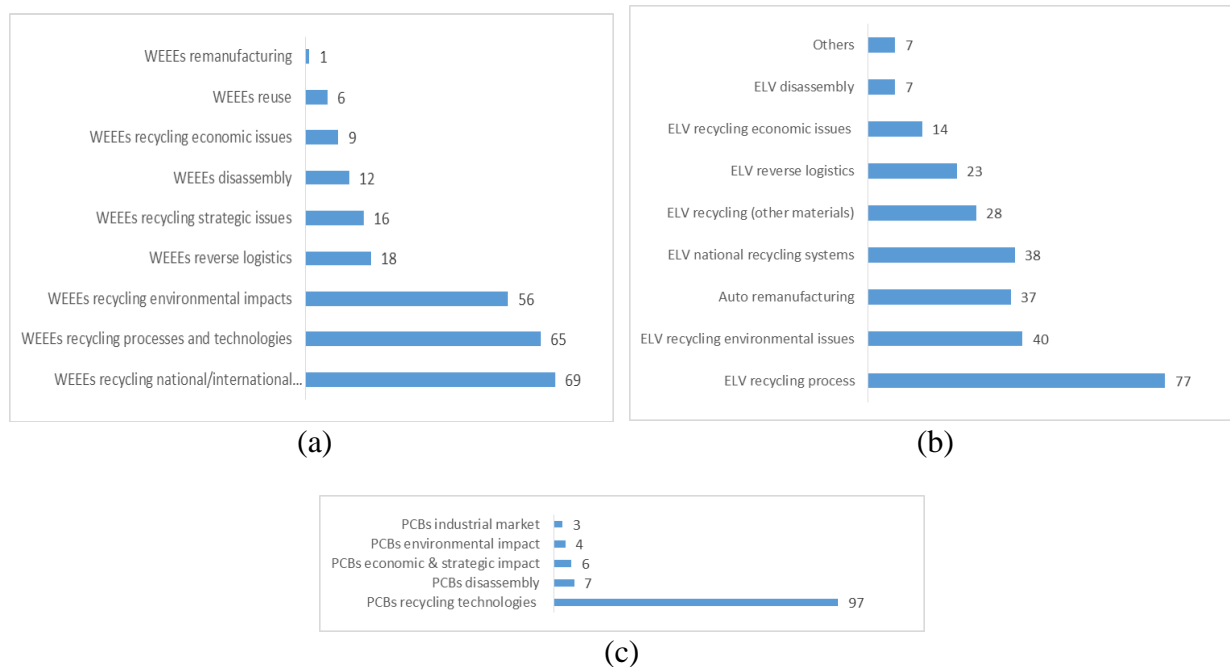 WEEEs remanufacturing 1
WEEEs reuse 6
WEEEs recycling economic issues 9
WEEEs disassembly 12
WEEEs recycling strategic issues 16
WEEEs reverse logistics 18
WEEEs recycling environmental impacts 56
WEEEs recycling processes and technologies 65
WEEEs recycling national/international... 69
(a)
Others 7
ELV disassembly 7
ELV recycling economic issues 14
ELV reverse logistics 23
ELV recycling (other materials) 28
ELV national recycling systems 38
Auto remanufacturing 37
ELV recycling environmental issues 40
ELV recycling process 77
(b)
PCBs industrial market 3
PCBs environmental impact 4
PCBs economic & strategic impact 6
PCBs disassembly 7
PCBs recycling technologies 97
(c)